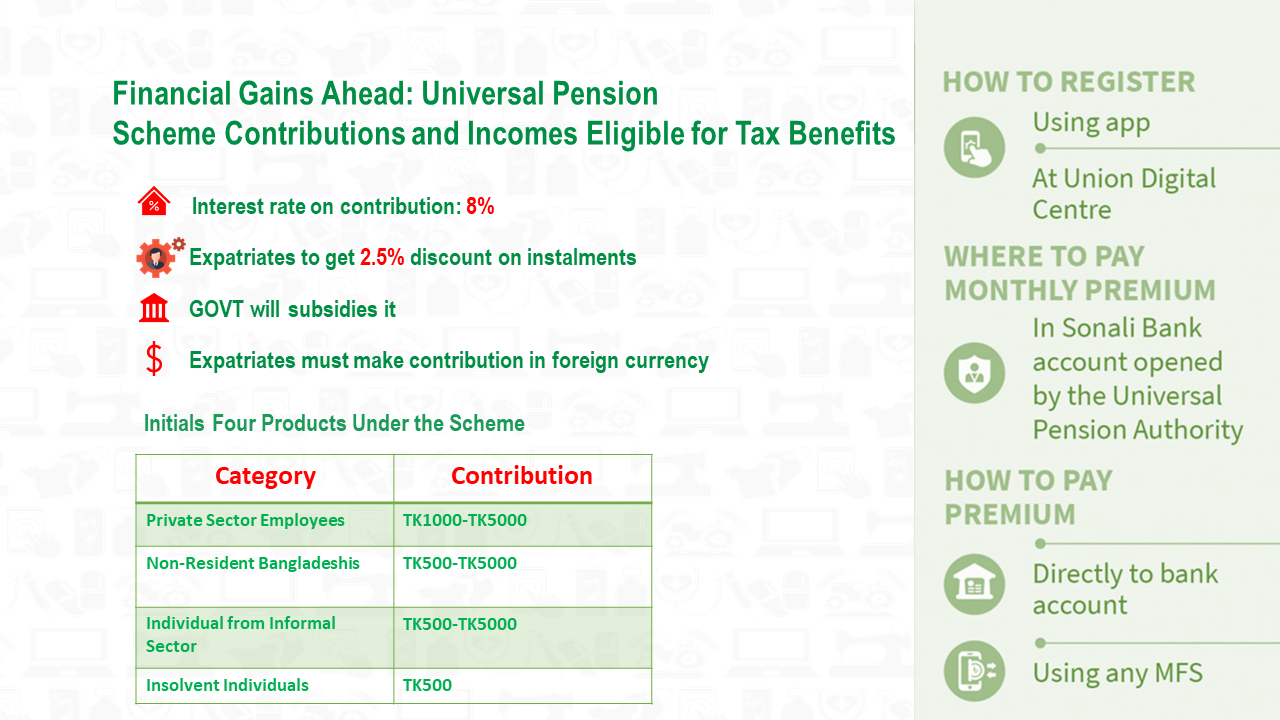 Financial Gains Ahead: Universal Pension
Scheme Contributions and Incomes Eligible for Tax Benefits
% Interest rate on contribution: 8%
Expatriates to get 2.5% discount on instalments
GOVT will subsidies it
$ Expatriates must make contribution in foreign currency
Initials Four Products Under the Scheme
Category Contribution
Private Sector Employees TK1000-TK5000
Non-Resident Bangladeshis TK500-TK5000
Individual from Informal TK500-TK5000
Sector
Insolvent Individuals TK500
HOW TO REGISTER
Using app
At Union Digital
Centre
WHERE TO PAY
MONTHLY PREMIUM
In Sonali Bank
account opened
by the Universal
Pension Authority
HOW TO PAY
PREMIUM
Directly to bank
account
Using any MFS